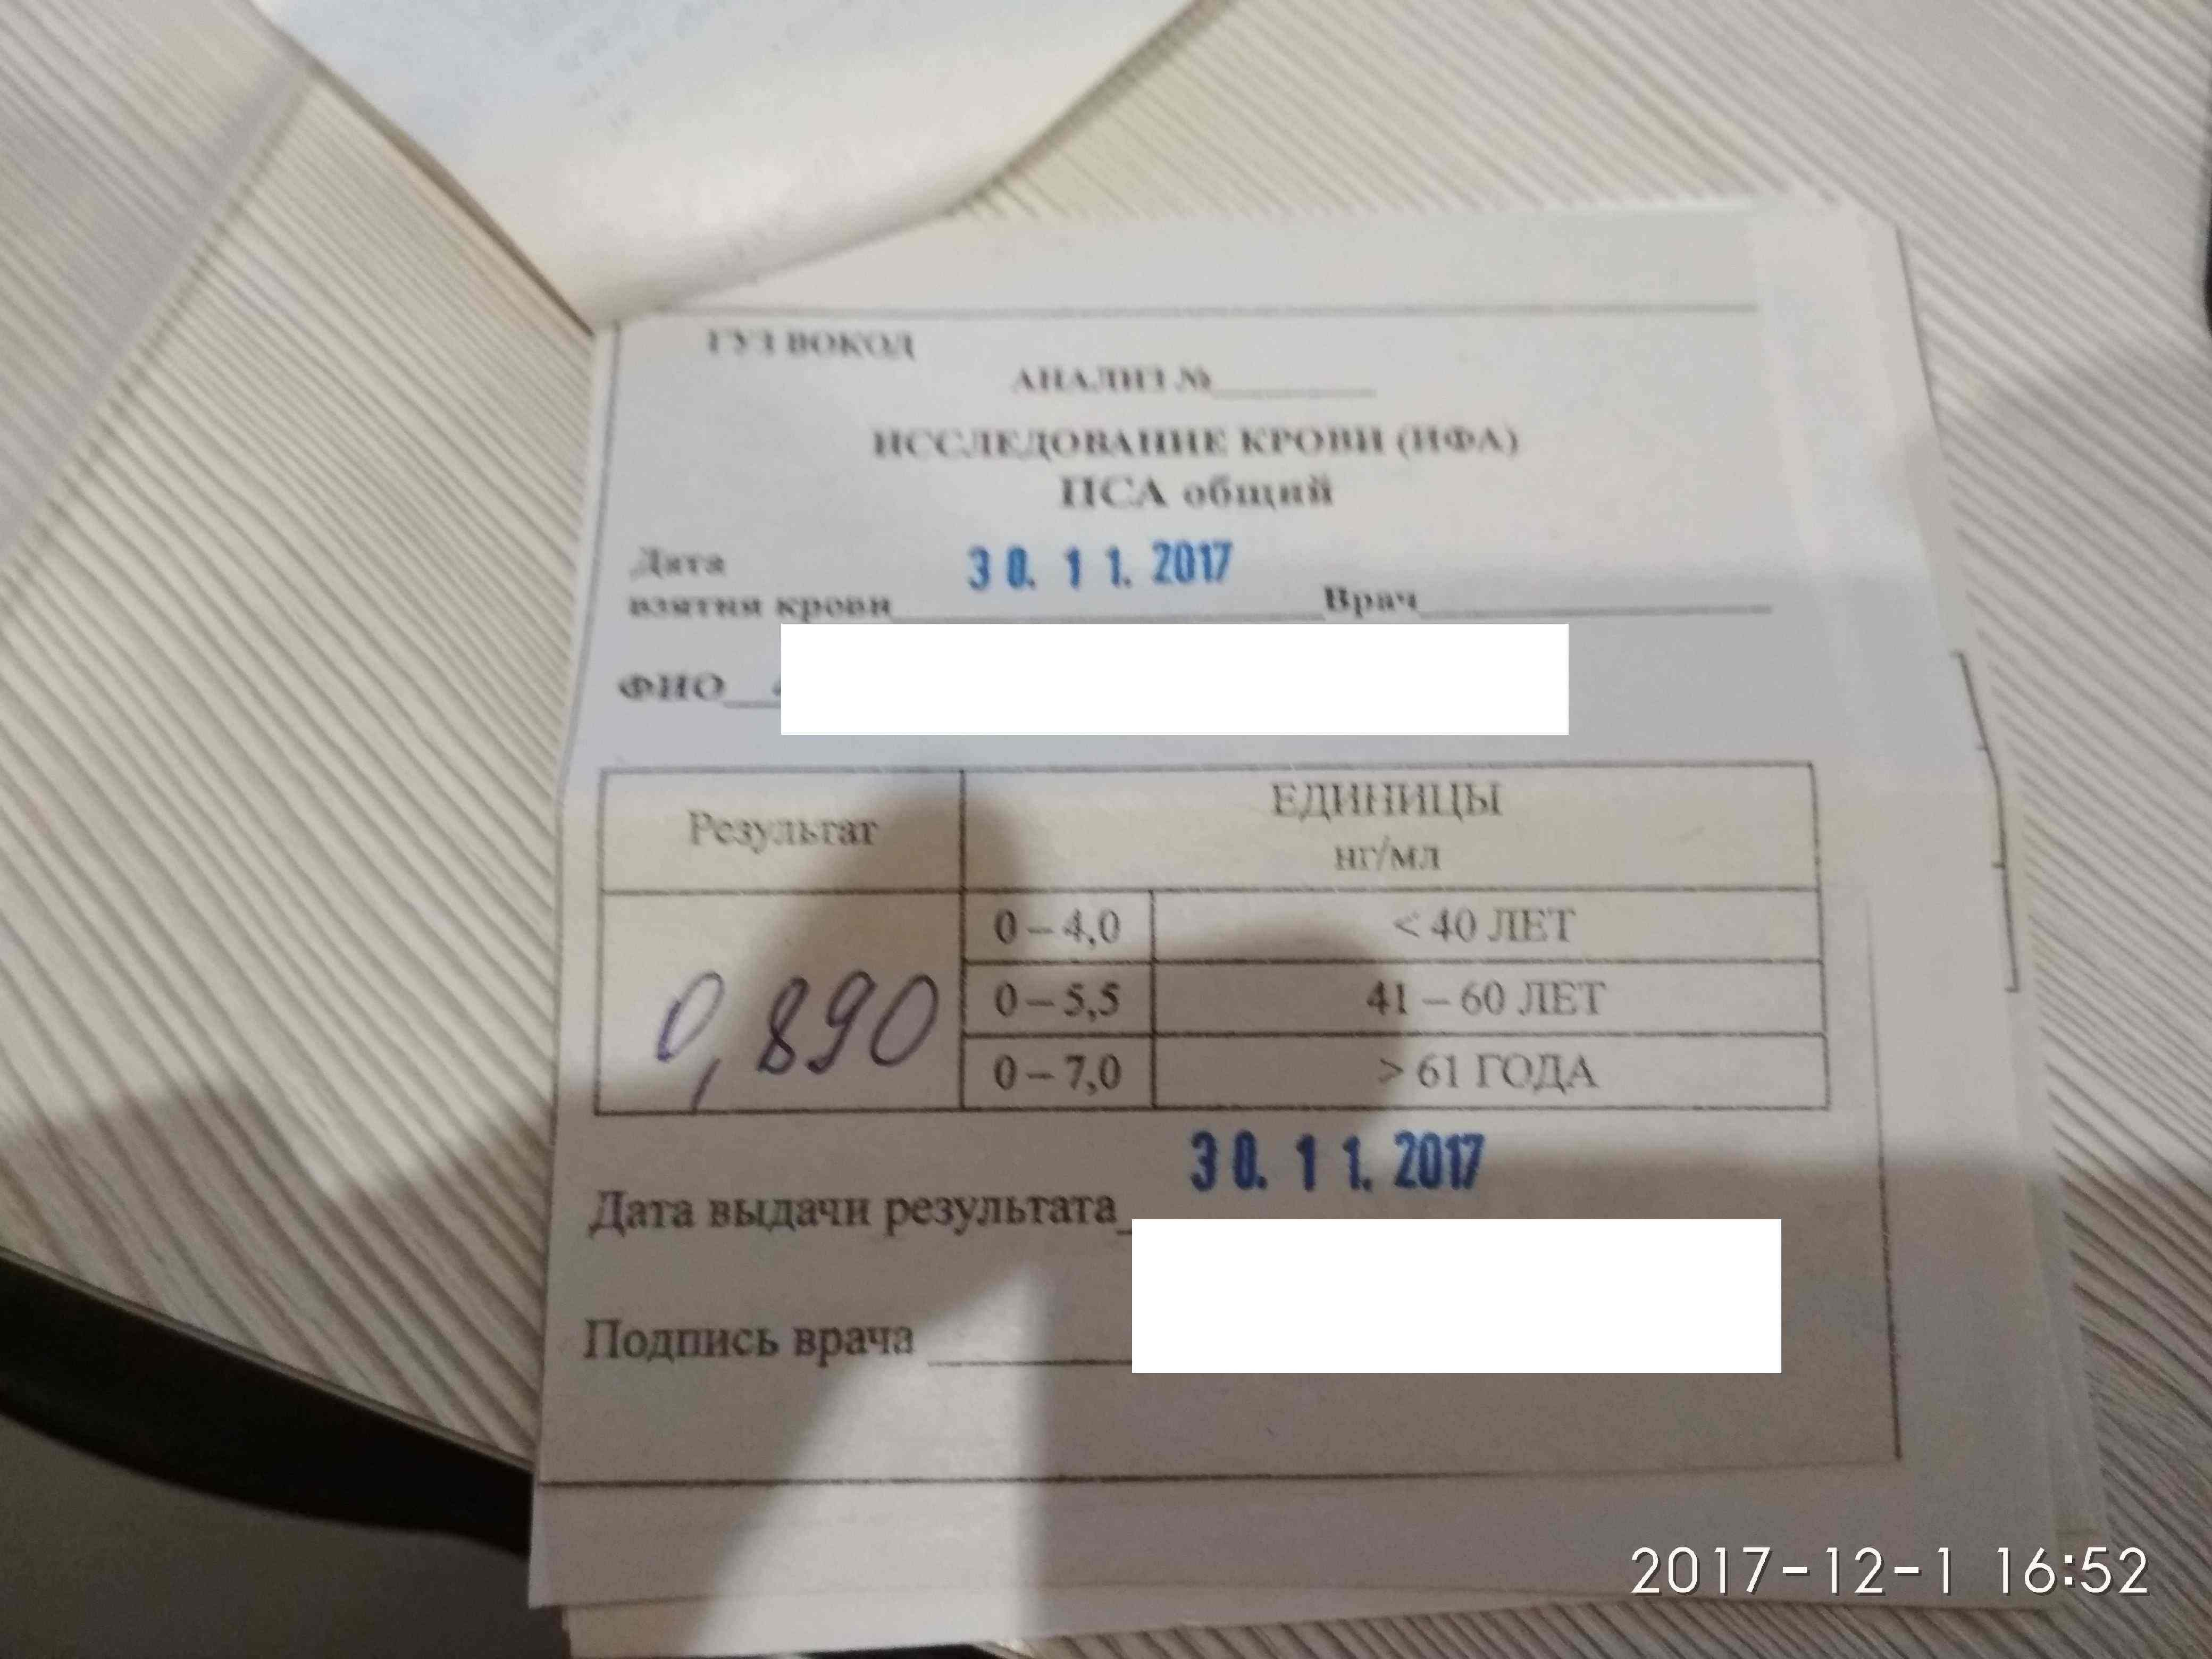 ГУЗ ВОКОД
АНАЛИЗ №
ИССЛЕДОВАНИЕ КРОВИ (ИФА)
ПСА общий
Дата
взятия крови 30.11.2017 Врач
ФИО
Результат ЕДИНИЦЫ
нг/мл
0,890
0 – 4,0 < 40 ЛЕТ
0 – 5,5 41 – 60 ЛЕТ
0 – 7,0 > 61 ГОДА
Дата выдачи результата 30.11.2017
Подпись врача
2017-12-1 16:52